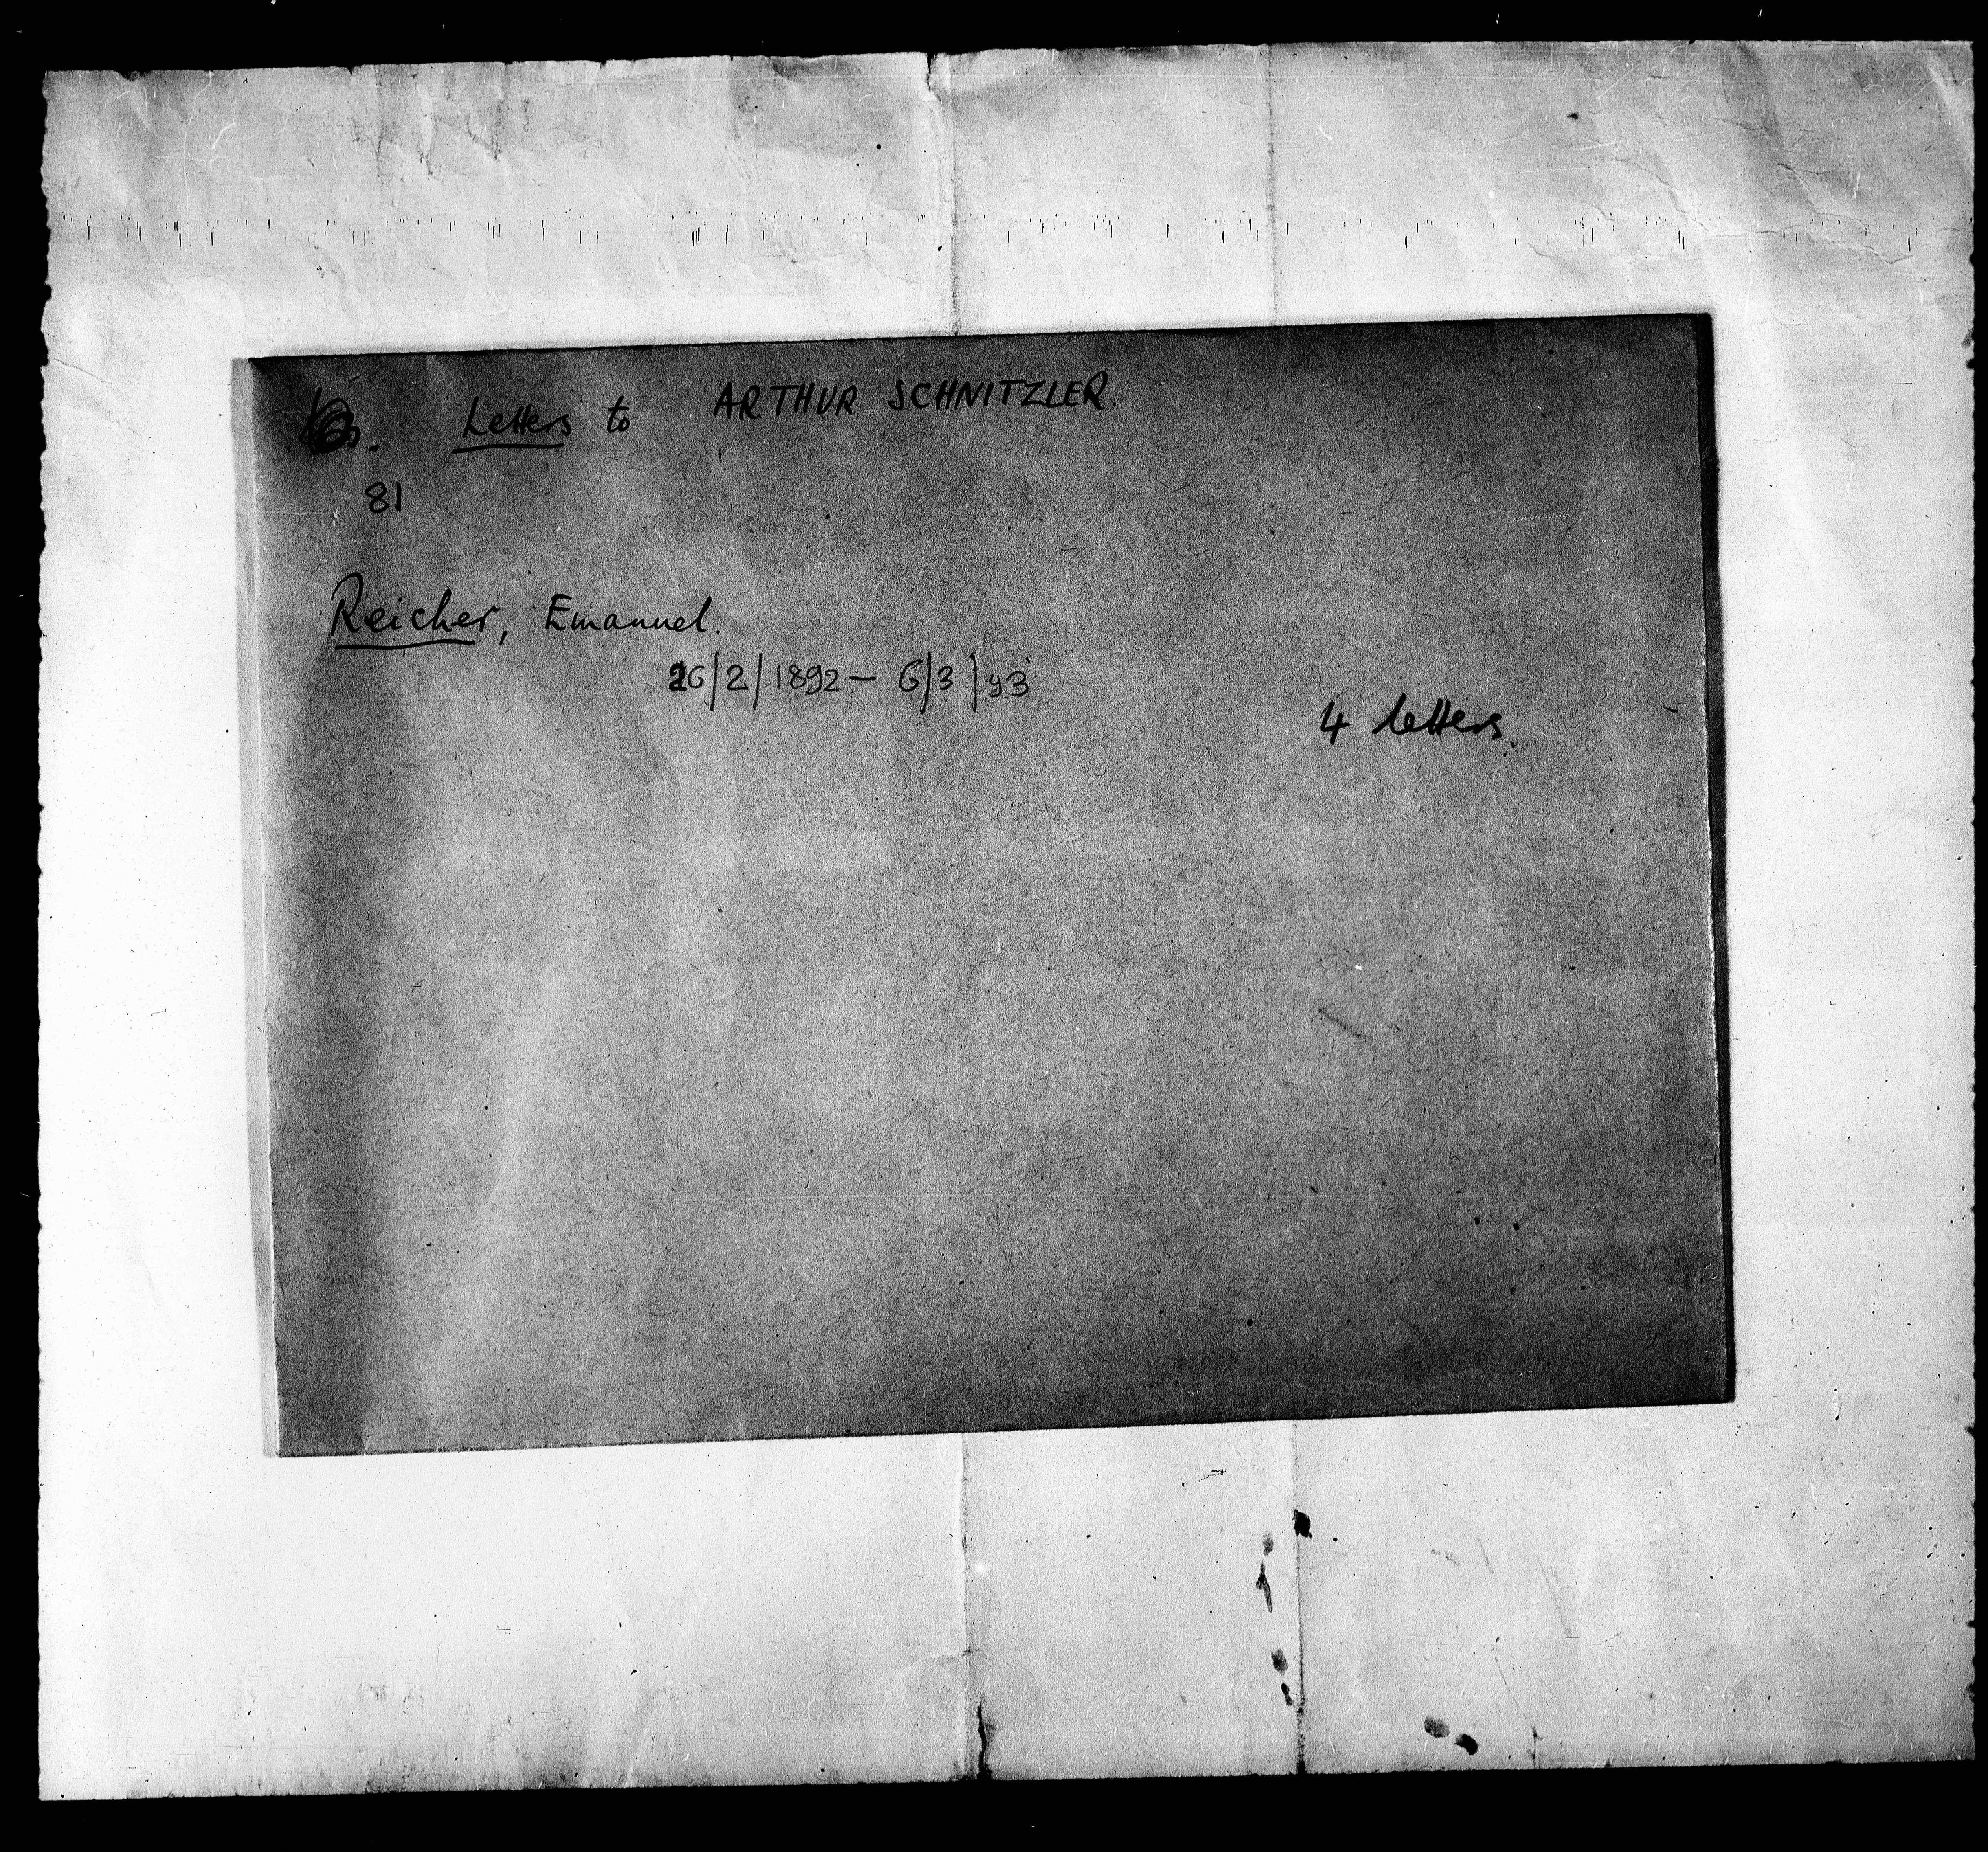 Letters to ARTHUR SCHNITZLER.
81
Reicher, Emanuel.
26/2/1892 - 6/3/93
4 letters.